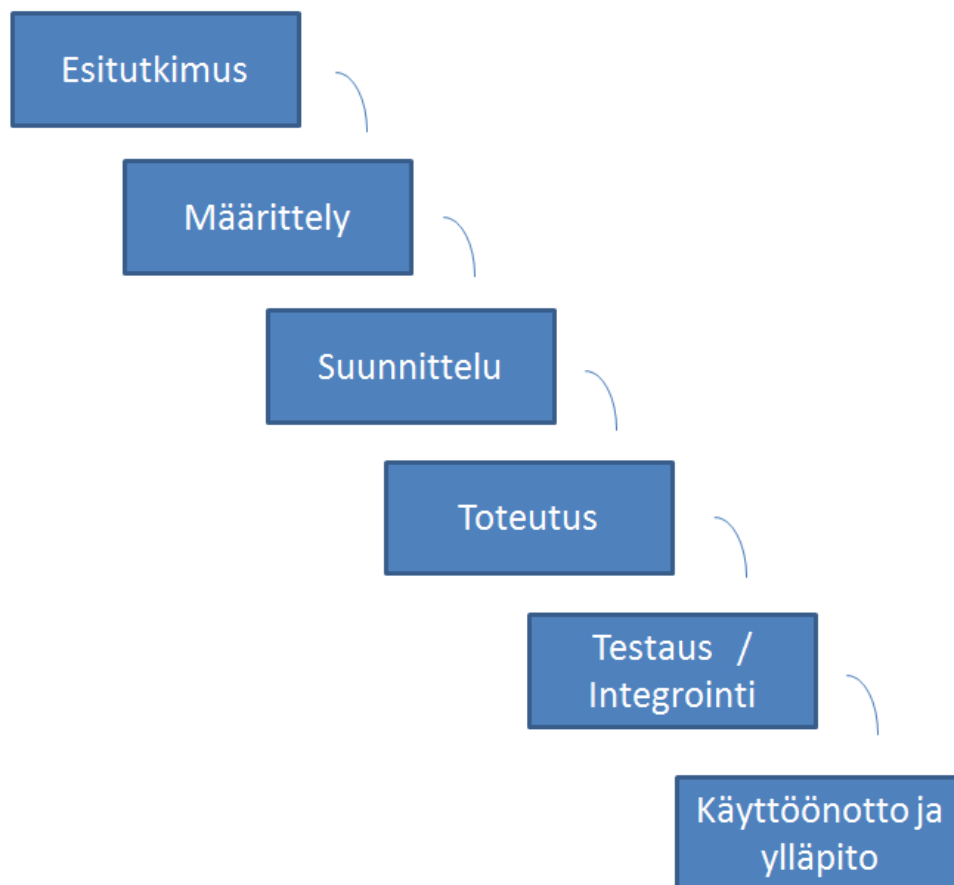 Esitutkimus
Määrittely
Suunnittelu
Toteutus
Testaus /
Integrointi
Käyttöönotto ja
ylläpito